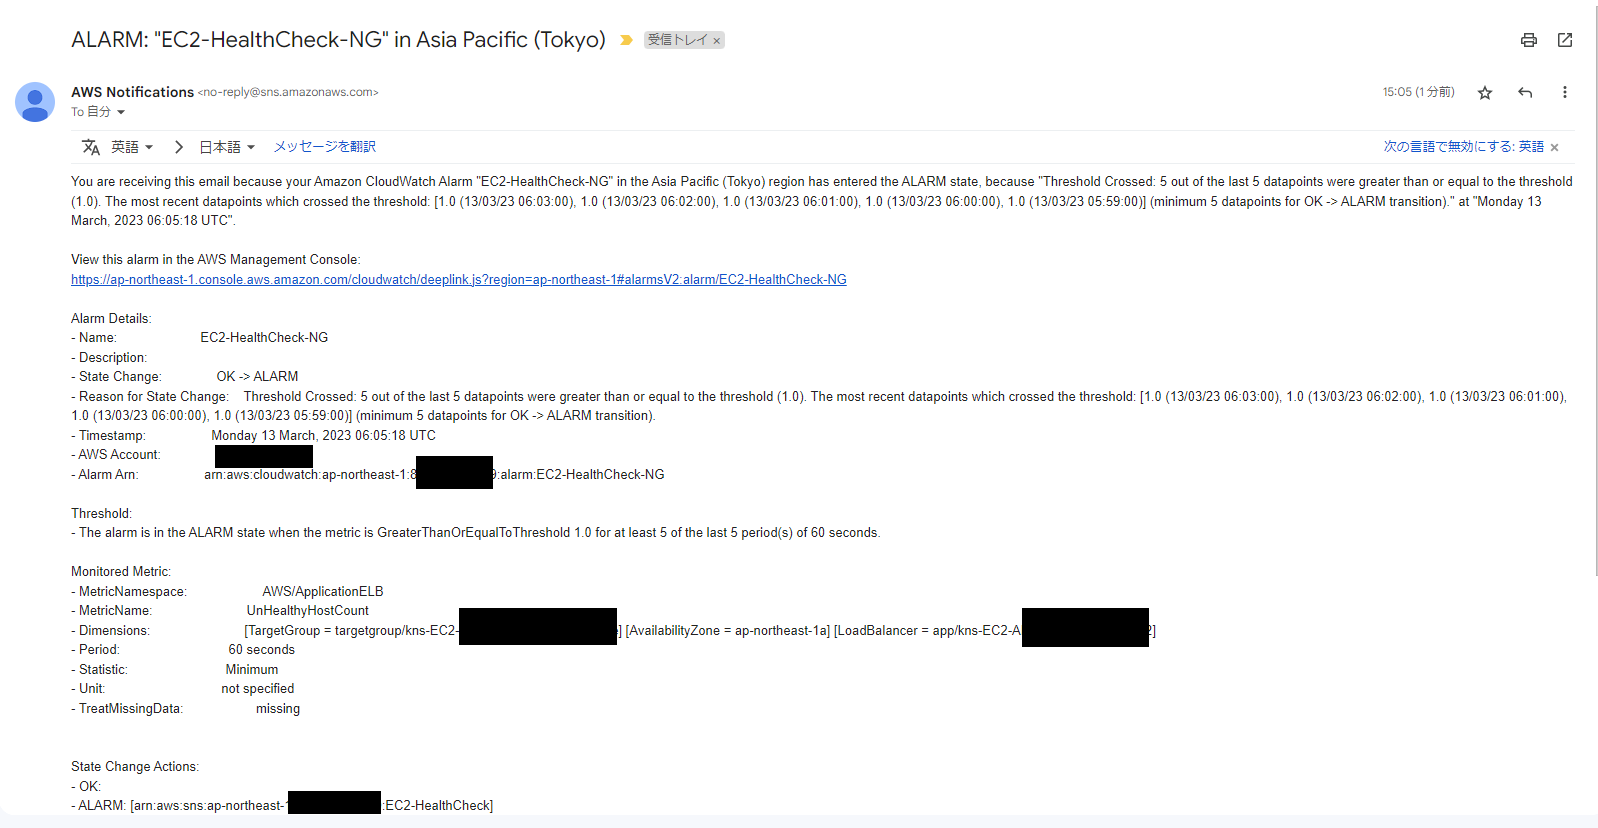 ALARM: "EC2-HealthCheck-NG" in Asia Pacific (Tokyo) 受信トレイ ×
AWS Notifications <no-reply@sns.amazonaws.com> 15:05 (1 分前)
To 自分
英語 日本語 メッセージを翻訳 次の言語で無効にする: 英語 ×
You are receiving this email because your Amazon CloudWatch Alarm "EC2-HealthCheck-NG" in the Asia Pacific (Tokyo) region has entered the ALARM state, because "Threshold Crossed: 5 out of the last 5 datapoints were greater than or equal to the threshold
(1.0). The most recent datapoints which crossed the threshold: [1.0 (13/03/23 06:03:00), 1.0 (13/03/23 06:02:00), 1.0 (13/03/23 06:01:00), 1.0 (13/03/23 06:00:00), 1.0 (13/03/23 05:59:00)] (minimum 5 datapoints for OK -> ALARM transition)." at "Monday 13
March, 2023 06:05:18 UTC".
View this alarm in the AWS Management Console:
https://ap-northeast-1.console.aws.amazon.com/cloudwatch/deeplink.js?region=ap-northeast-1#alarmsV2:alarm/EC2-HealthCheck-NG
Alarm Details:
- Name: EC2-HealthCheck-NG
- Description:
- State Change: OK -> ALARM
- Reason for State Change: Threshold Crossed: 5 out of the last 5 datapoints were greater than or equal to the threshold (1.0). The most recent datapoints which crossed the threshold: [1.0 (13/03/23 06:03:00), 1.0 (13/03/23 06:02:00), 1.0 (13/03/23 06:01:00),
1.0 (13/03/23 06:00:00), 1.0 (13/03/23 05:59:00)] (minimum 5 datapoints for OK -> ALARM transition).
- Timestamp: Monday 13 March, 2023 06:05:18 UTC
- AWS Account:
- Alarm Arn: arn:aws:cloudwatch:ap-northeast-1:8 9:alarm:EC2-HealthCheck-NG
Threshold:
- The alarm is in the ALARM state when the metric is GreaterThanOrEqualToThreshold 1.0 for at least 5 of the last 5 period(s) of 60 seconds.
Monitored Metric:
- MetricNamespace: AWS/ApplicationELB
- MetricName: UnHealthyHostCount
- Dimensions: [TargetGroup = targetgroup/kns-EC2- ] [AvailabilityZone = ap-northeast-1a] [LoadBalancer = app/kns-EC2-A 2]
- Period: 60 seconds
- Statistic: Minimum
- Unit: not specified
- TreatMissingData: missing
State Change Actions:
- OK:
- ALARM: [arn:aws:sns:ap-northeast- :EC2-HealthCheck]